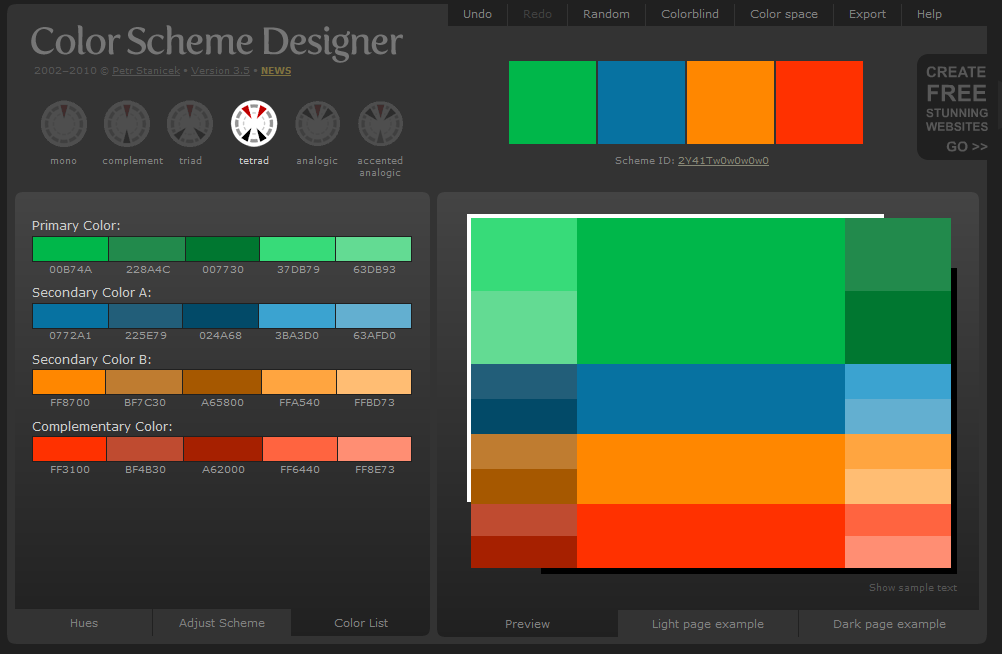 Undo Redo Random Colorblind Color space Export Help
Color Scheme Designer
2002–2010 © Petr Stanicek • Version 3.5 • NEWS
mono complement triad tetrad analogic accented
analogic
Scheme ID: 2Y41Tw0w0w0w0
CREATE
FREE
STUNNING
WEBSITES
GO >>
Primary Color:
00B74A 228A4C 007730 37DB79 63DB93
Secondary Color A:
0772A1 225E79 024A68 3BA3D0 63AFD0
Secondary Color B:
FF8700 BF7C30 A65800 FFA540 FFBD73
Complementary Color:
FF3100 BF4B30 A62000 FF6440 FF8E73
Show sample text
Hues Adjust Scheme Color List
Preview Light page example Dark page example